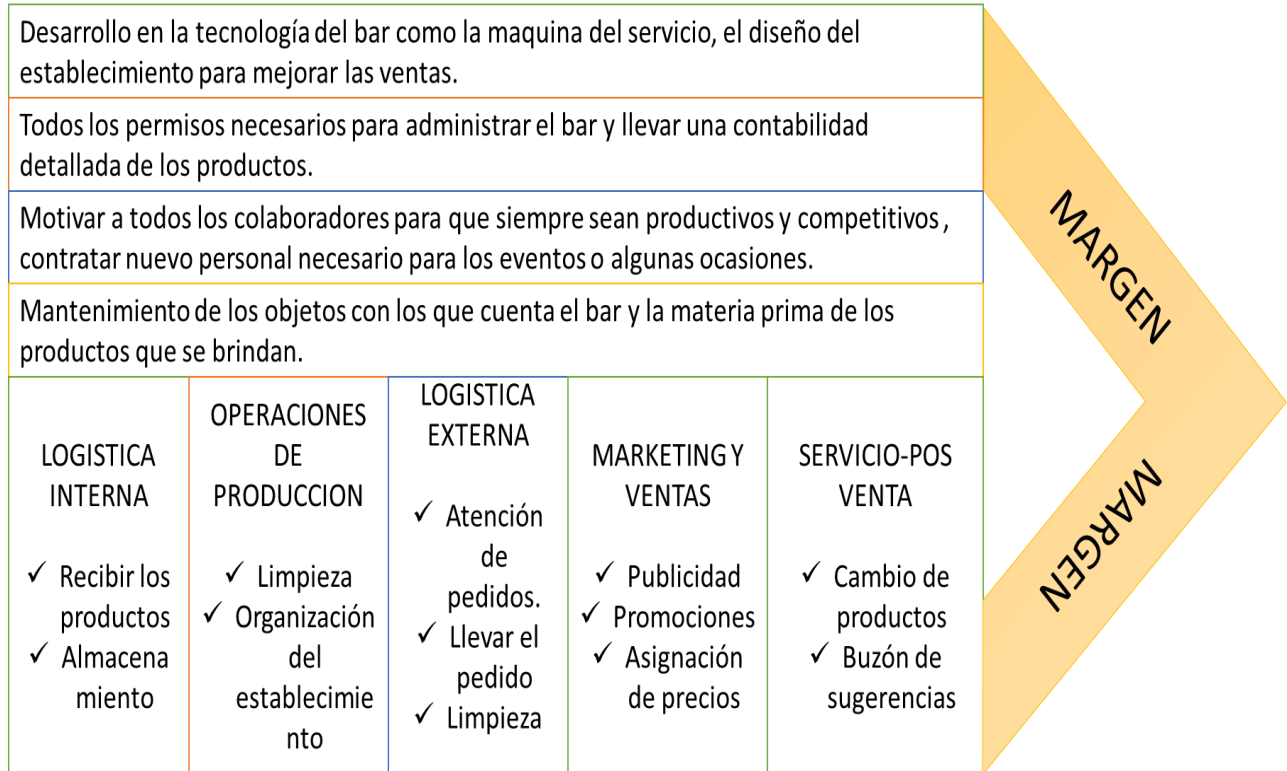 Desarrollo en la tecnología del bar como la maquina del servicio, el diseño del
establecimiento para mejorar las ventas.
Todos los permisos necesarios para administrar el bar y llevar una contabilidad
detallada de los productos.
Motivar a todos los colaboradores para que siempre sean productivos y competitivos ,
contratar nuevo personal necesario para los eventos o algunas ocasiones.
Mantenimiento de los objetos con los que cuenta el bar y la materia prima de los
productos que se brindan.
LOGISTICA
INTERNA
✓ Recibir los
productos
✓ Almacena
miento
OPERACIONES
DE
PRODUCCION
✓ Limpieza
✓ Organización
del
establecimie
nto
LOGISTICA
EXTERNA
✓ Atención
de
pedidos.
✓ Llevar el
pedido
✓ Limpieza
MARKETING Y
VENTAS
✓ Publicidad
✓ Promociones
✓ Asignación
de precios
SERVICIO-POS
VENTA
✓ Cambio de
productos
✓ Buzón de
sugerencias
MARGEN
MARGEN